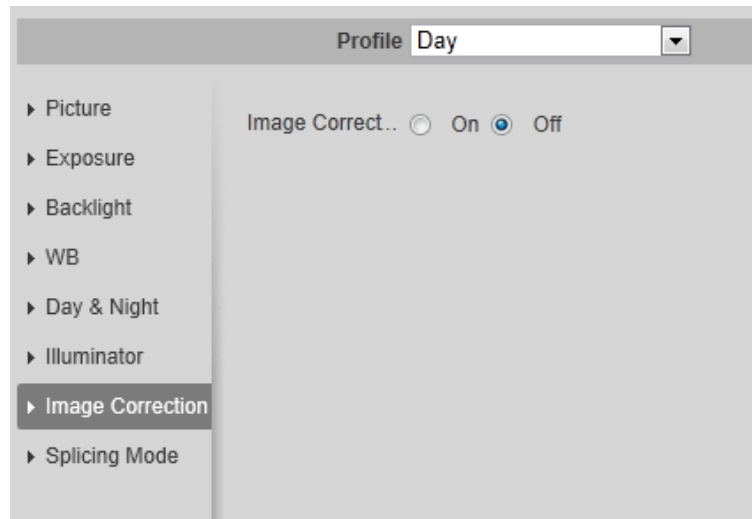 Profile Day
Picture
Image Correct.. On Off
Exposure
Backlight
WB
Day & Night
Illuminator
Image Correction
Splicing Mode